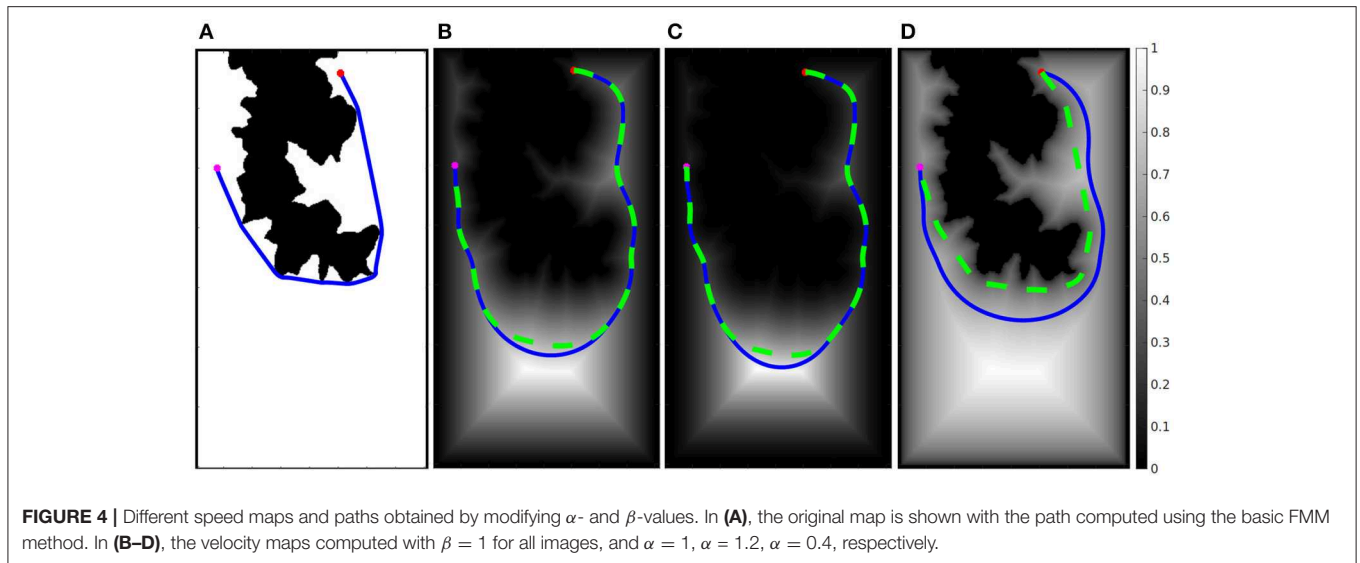 A
B
C
D
1
0.9
0.8
0.7
0.6
0.5
0.4
0.3
0.2
0.1
0
FIGURE 4 | Different speed maps and paths obtained by modifying α- and β-values. In (A), the original map is shown with the path computed using the basic FMM
method. In (B–D), the velocity maps computed with β = 1 for all images, and α = 1, α = 1.2, α = 0.4, respectively.